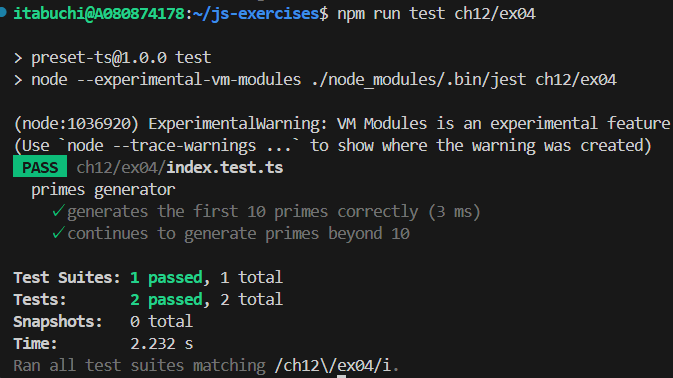 itabuchi@A080874178:~/js-exercises$ npm run test ch12/ex04
> preset-ts@1.0.0 test
> node --experimental-vm-modules ./node_modules/.bin/jest ch12/ex04
(node:1036920) ExperimentalWarning: VM Modules is an experimental feature
(Use `node --trace-warnings ...` to show where the warning was created)
PASS ch12/ex04/index.test.ts
primes generator
✓generates the first 10 primes correctly (3 ms)
✓continues to generate primes beyond 10
Test Suites: 1 passed, 1 total
Tests: 2 passed, 2 total
Snapshots: 0 total
Time: 2.232 s
Ran all test suites matching /ch12\/ex04/i.